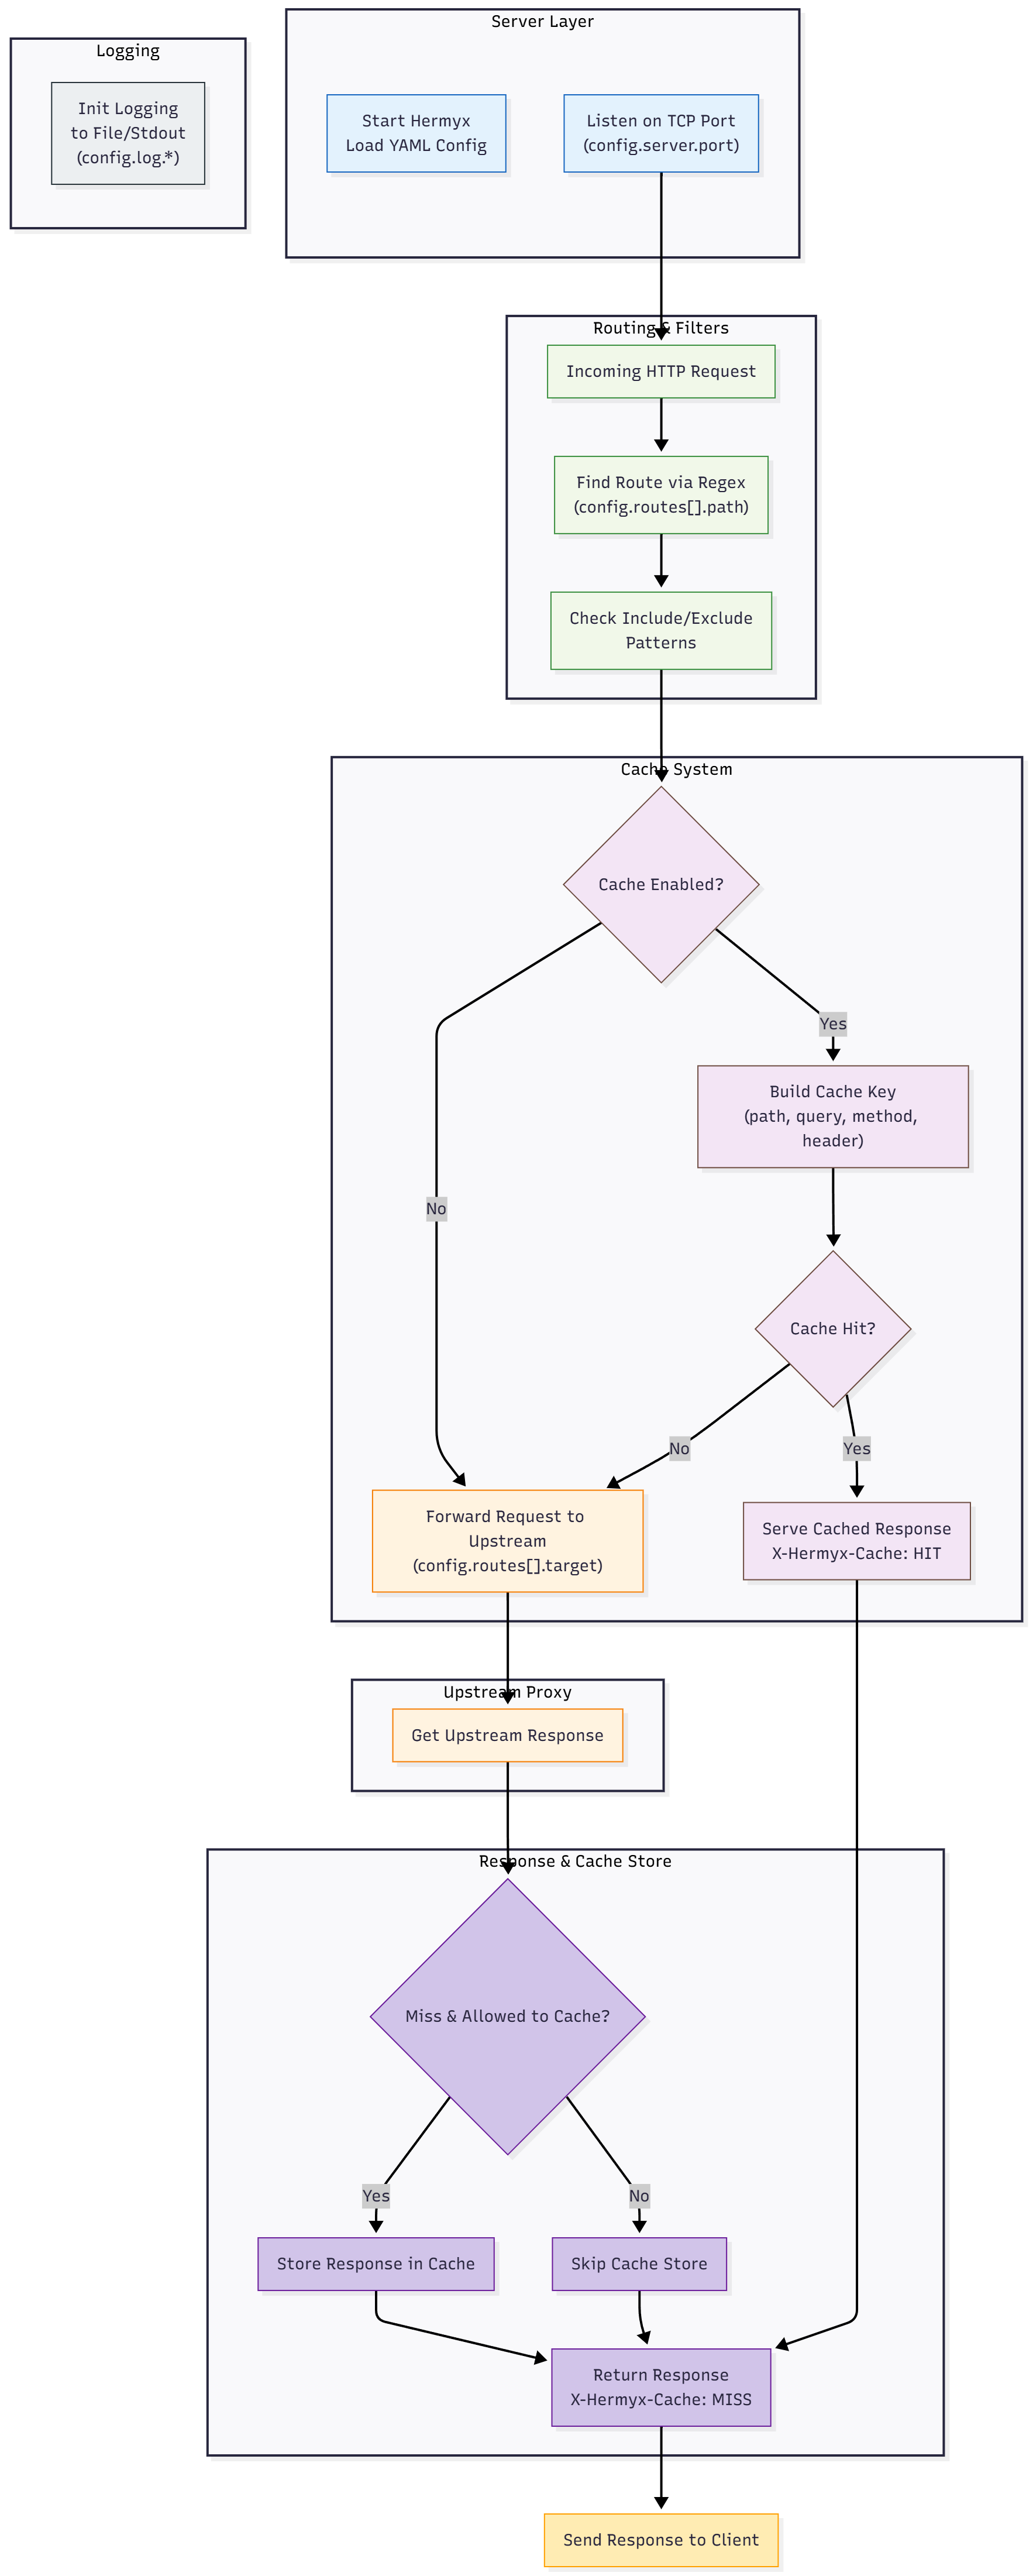 Logging
Init Logging
to File/Stdout
(config.log.*)
Server Layer
Start Hermyx
Load YAML Config
Listen on TCP Port
(config.server.port)
Routing & Filters
Incoming HTTP Request
Find Route via Regex
(config.routes[].path)
Check Include/Exclude
Patterns
Cache System
Cache Enabled?
Yes
Build Cache Key
(path, query, method,
header)
No
Cache Hit?
No
Yes
Forward Request to
Upstream
(config.routes[].target)
Serve Cached Response
X-Hermyx-Cache: HIT
Upstream Proxy
Get Upstream Response
Response & Cache Store
Miss & Allowed to Cache?
Yes
No
Store Response in Cache
Skip Cache Store
Return Response
X-Hermyx-Cache: MISS
Send Response to Client